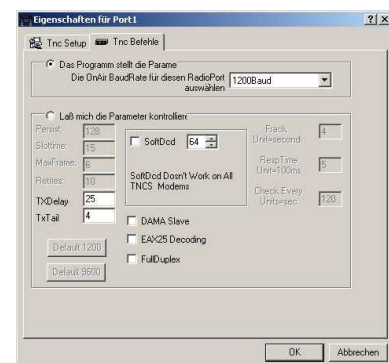 Eigenschaften für Port1
Tnc Setup
Tnc Befehle
Das Programm stellt die Parame
Die OnAir BaudRate für diesen RadioPort
auswählen
1200Baud
Laß mich die Parameter kontrolliere
Persist: 128
Slottime: 15
MaxFrame: 6
Retries: 10
TXDelay 25
TxTail 4
Default 1200
Default 9600
SoftDcd 64
SoftDcd Dosn't Work on All
TNCS Modems
DAMA Slave
EAX25 Decoding
FullDuplex
Frack
Unit=second
4
RespTime
Unit=100ms
5
Check Every
Units=sec
120
OK
Abbrechen